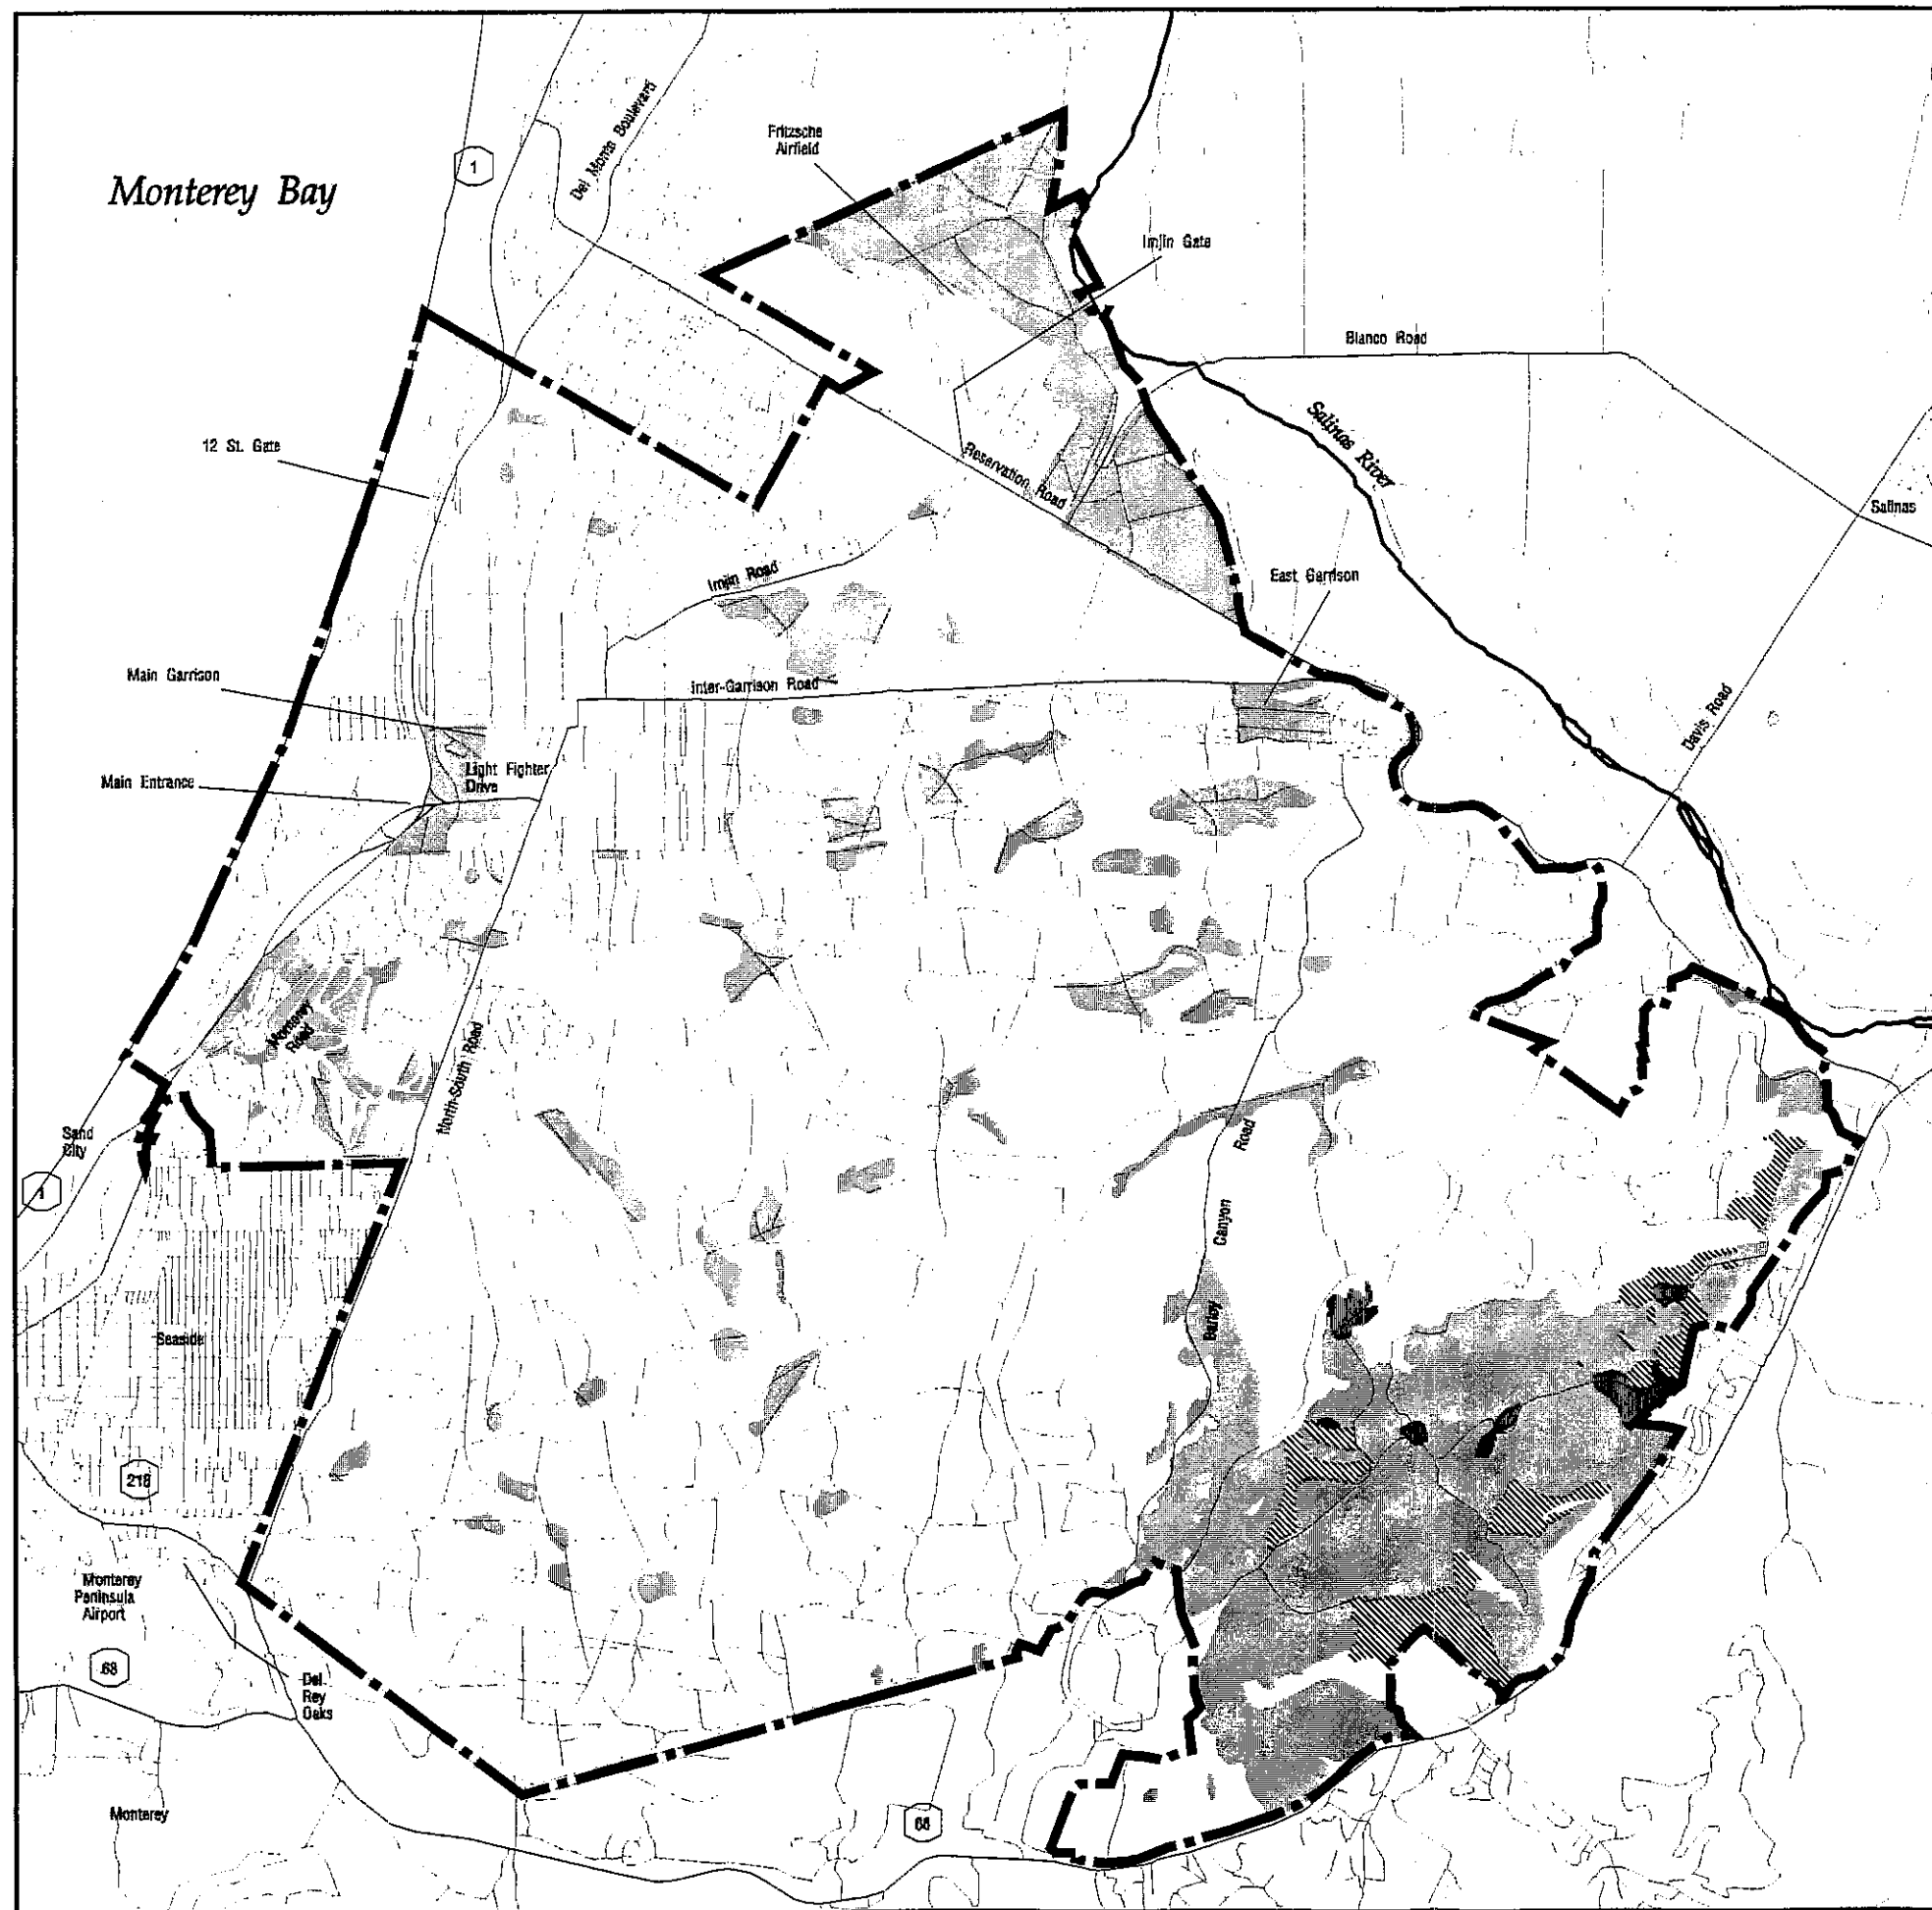 Monterey Bay
1
Del Monte Boulevard
Fritzsche
Airfield
Imjin Gate
Blanco Road
12 St. Gate
Salinas River
Reservation Road
Salinas
Imjin Road
East Garrison
Main Garrison
Inter-Garrison Road
Davis Road
Light Fighter
Drive
Main Entrance
Monterey
Road
North-South Road
Sand
City
1
Road
Canyon
Barloy
Seaside
218
Monterey
Peninsula
Airport
68
Del
Rey
Oaks
Monterey
68